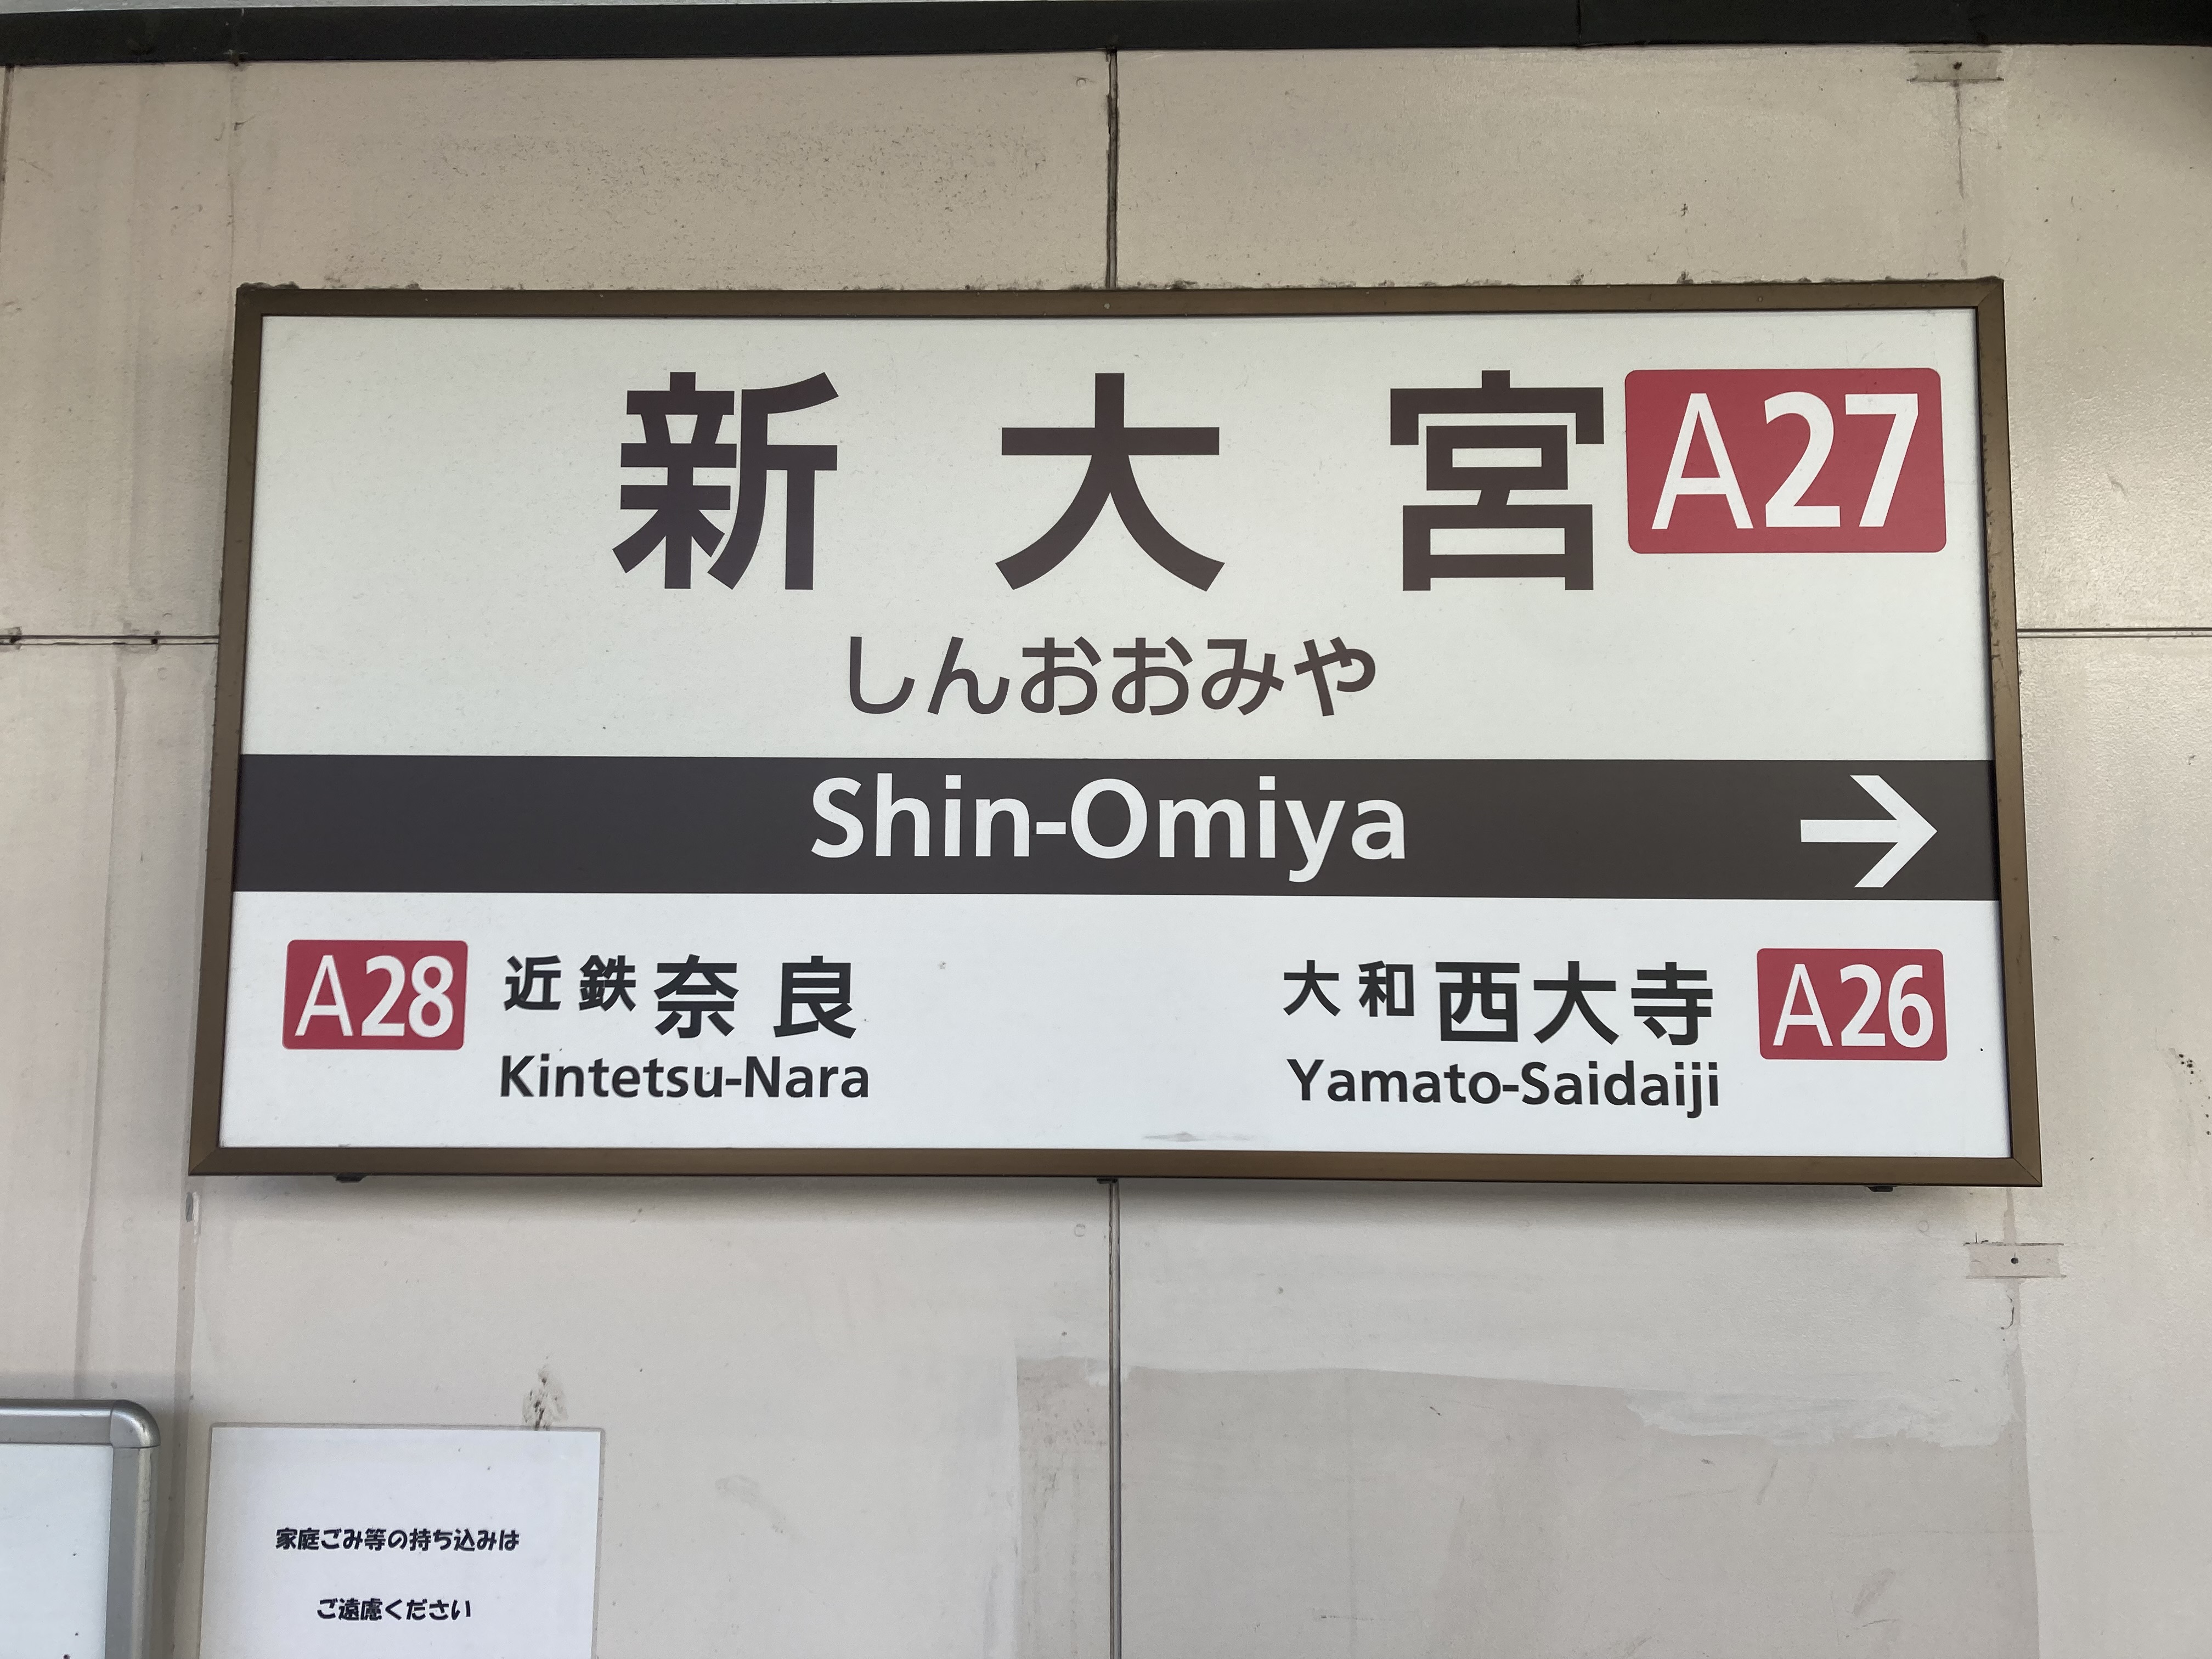 新大宮 A27
しんおおみや
Shin-Omiya →
A28 近鉄奈良
Kintetsu-Nara
大和西大寺 A26
Yamato-Saidaiji
家庭ごみ等の持ち込みは
ご遠慮ください